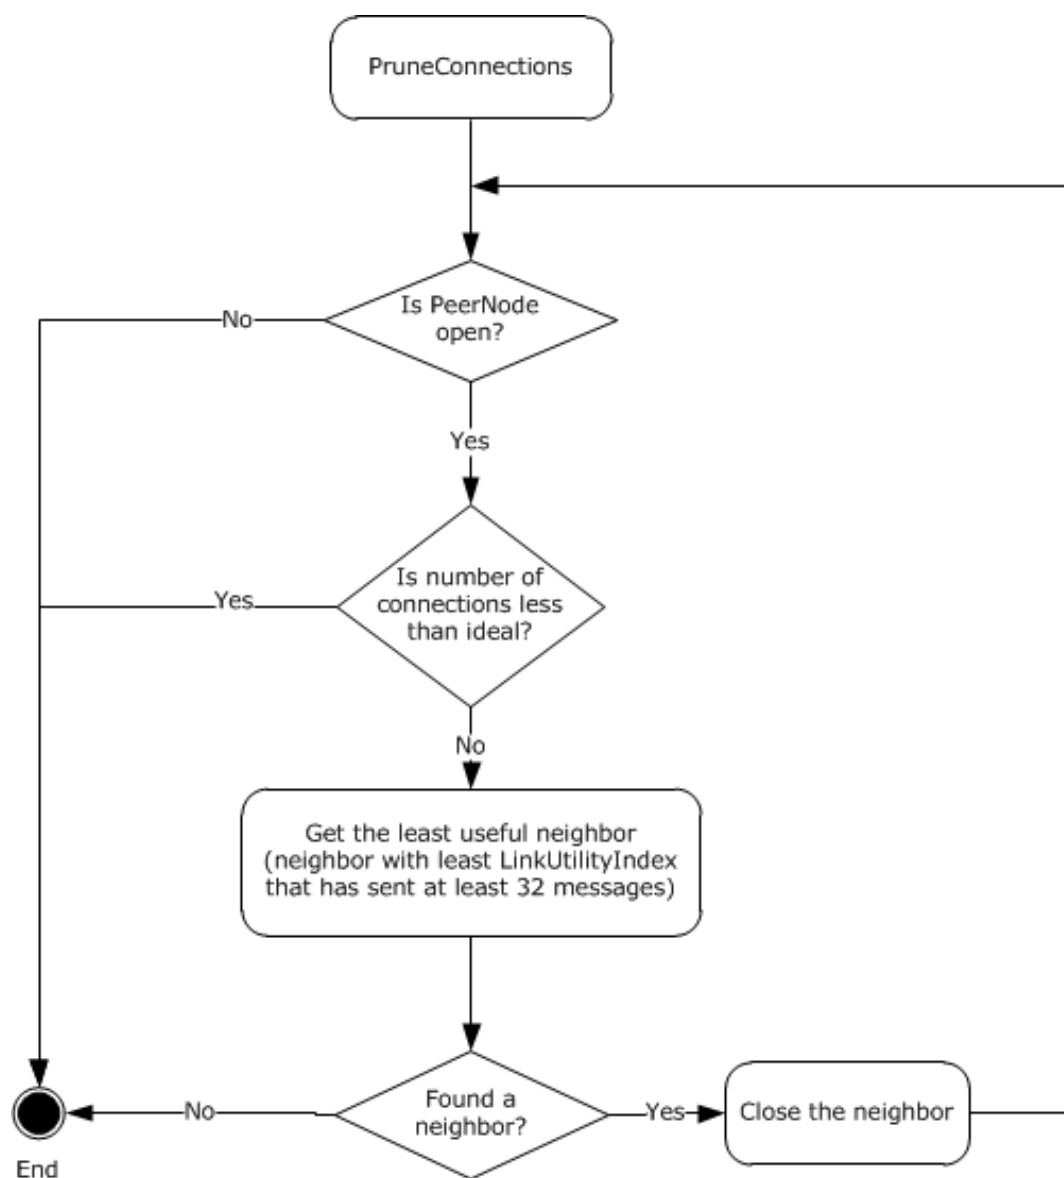 PruneConnections
Is PeerNode
open?
No
Yes
Is number of
connections less
than ideal?
Yes
No
Get the least useful neighbor
(neighbor with least LinkUtilityIndex
that has sent at least 32 messages)
Found a
neighbor?
No
Yes
Close the neighbor
End